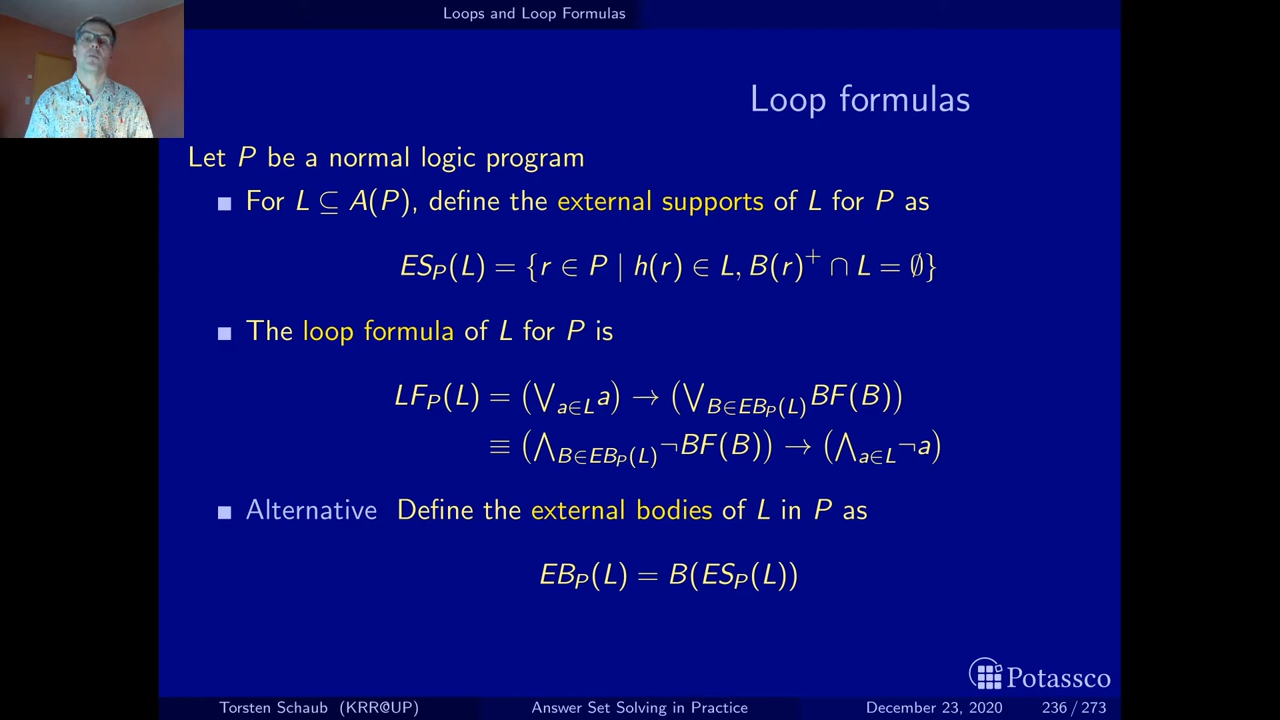 Loops and Loop Formulas
Loop formulas
Let P be a normal logic program
■ For L ⊆ A(P), define the external supports of L for P as
ES_P(L) = {r ∈ P | h(r) ∈ L, B(r)⁺ ∩ L = ∅}
■ The loop formula of L for P is
LF_P(L) = (⋁_{a∈L} a) → (⋁_{B∈EB_P(L)} BF(B))
≡ (⋀_{B∈EB_P(L)} ¬BF(B)) → (⋀_{a∈L} ¬a)
■ Alternative Define the external bodies of L in P as
EB_P(L) = B(ES_P(L))
Potassco
Torsten Schaub (KRR@UP) Answer Set Solving in Practice December 23, 2020 236 / 273